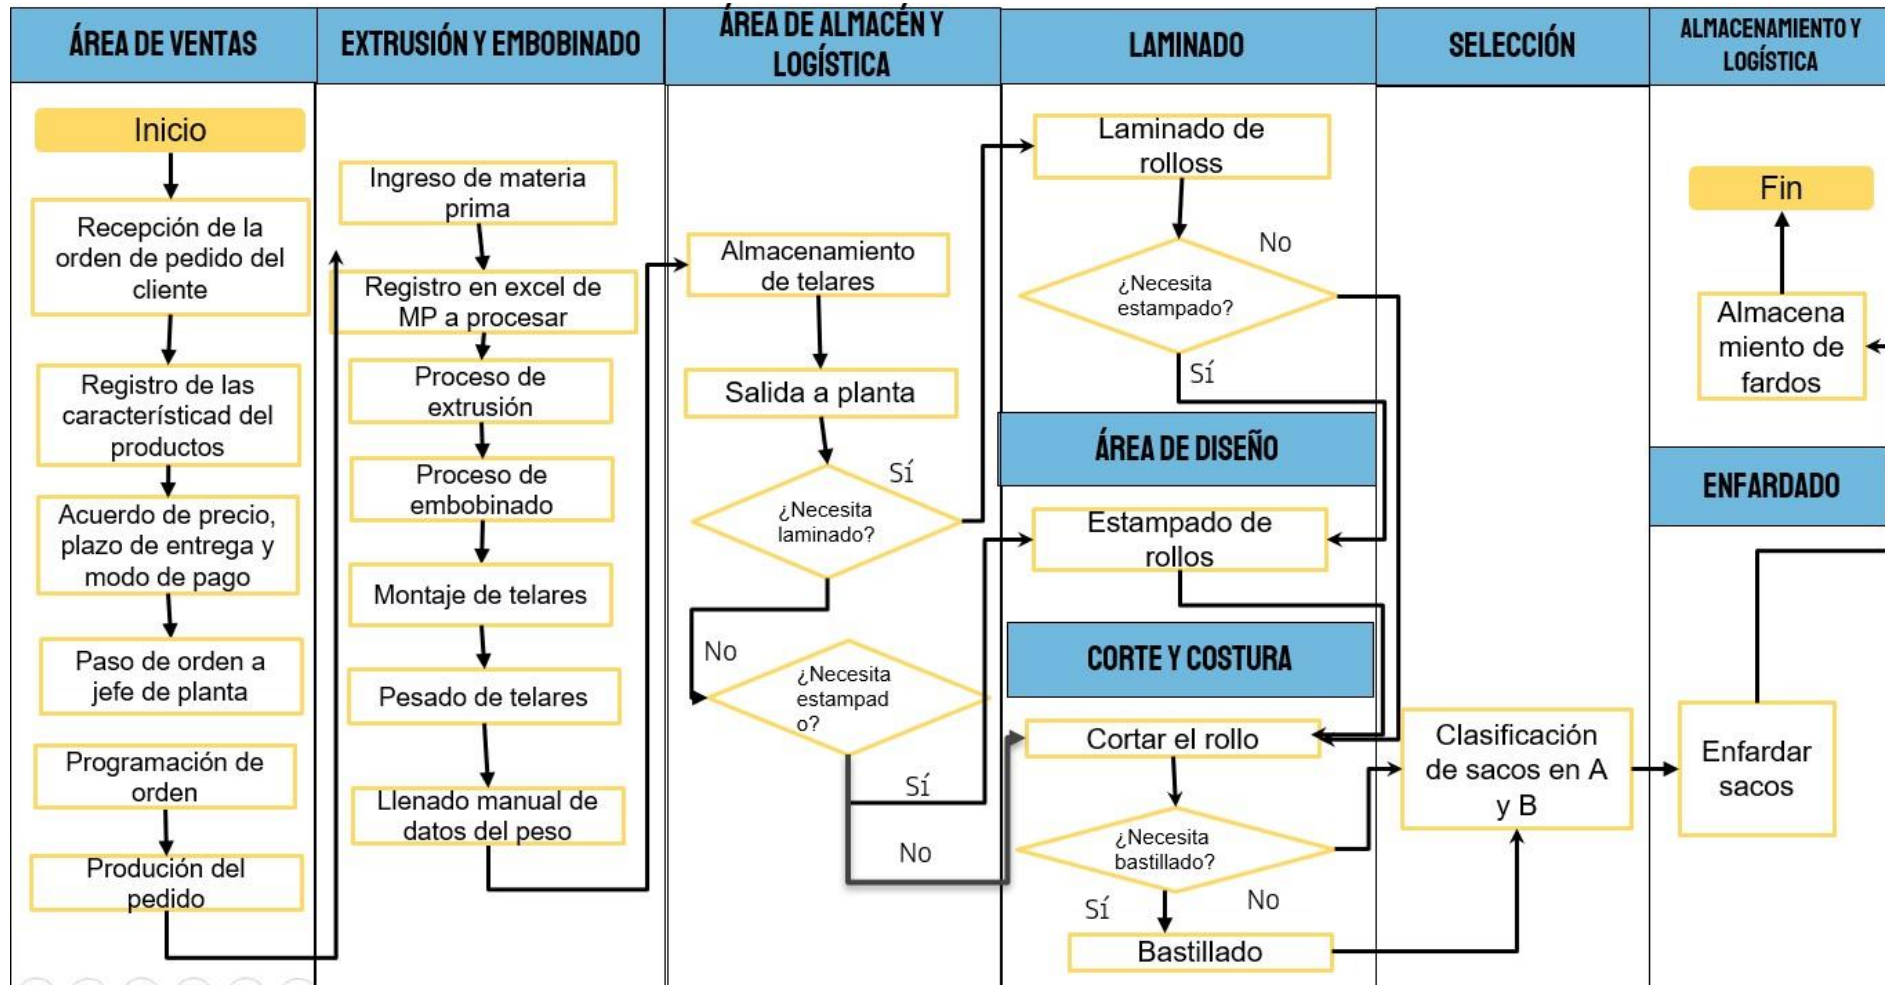 ÁREA DE VENTAS
Inicio
Recepción de la
orden de pedido del
cliente
Registro de las
característicad del
productos
Acuerdo de precio,
plazo de entrega y
modo de pago
Paso de orden a
jefe de planta
Programación de
orden
Produción del
pedido
EXTRUSIÓN Y EMBOBINADO
Ingreso de materia
prima
Registro en excel de
MP a procesar
Proceso de
extrusión
Proceso de
embobinado
Montaje de telares
Pesado de telares
Llenado manual de
datos del peso
ÁREA DE ALMACÉN Y
LOGÍSTICA
Almacenamiento
de telares
Salida a planta
Sí
¿Necesita
laminado?
No
¿Necesita
estampad
o?
Sí
No
LAMINADO
Laminado de
rolloss
No
¿Necesita
estampado?
Sí
ÁREA DE DISEÑO
Estampado de
rollos
CORTE Y COSTURA
Cortar el rollo
¿Necesita
bastillado?
Sí
No
Bastillado
SELECCIÓN
Clasificación
de sacos en A
y B
ALMACENAMIENTO Y
LOGÍSTICA
Fin
Almacena
miento de
fardos
ENFARDADO
Enfardar
sacos